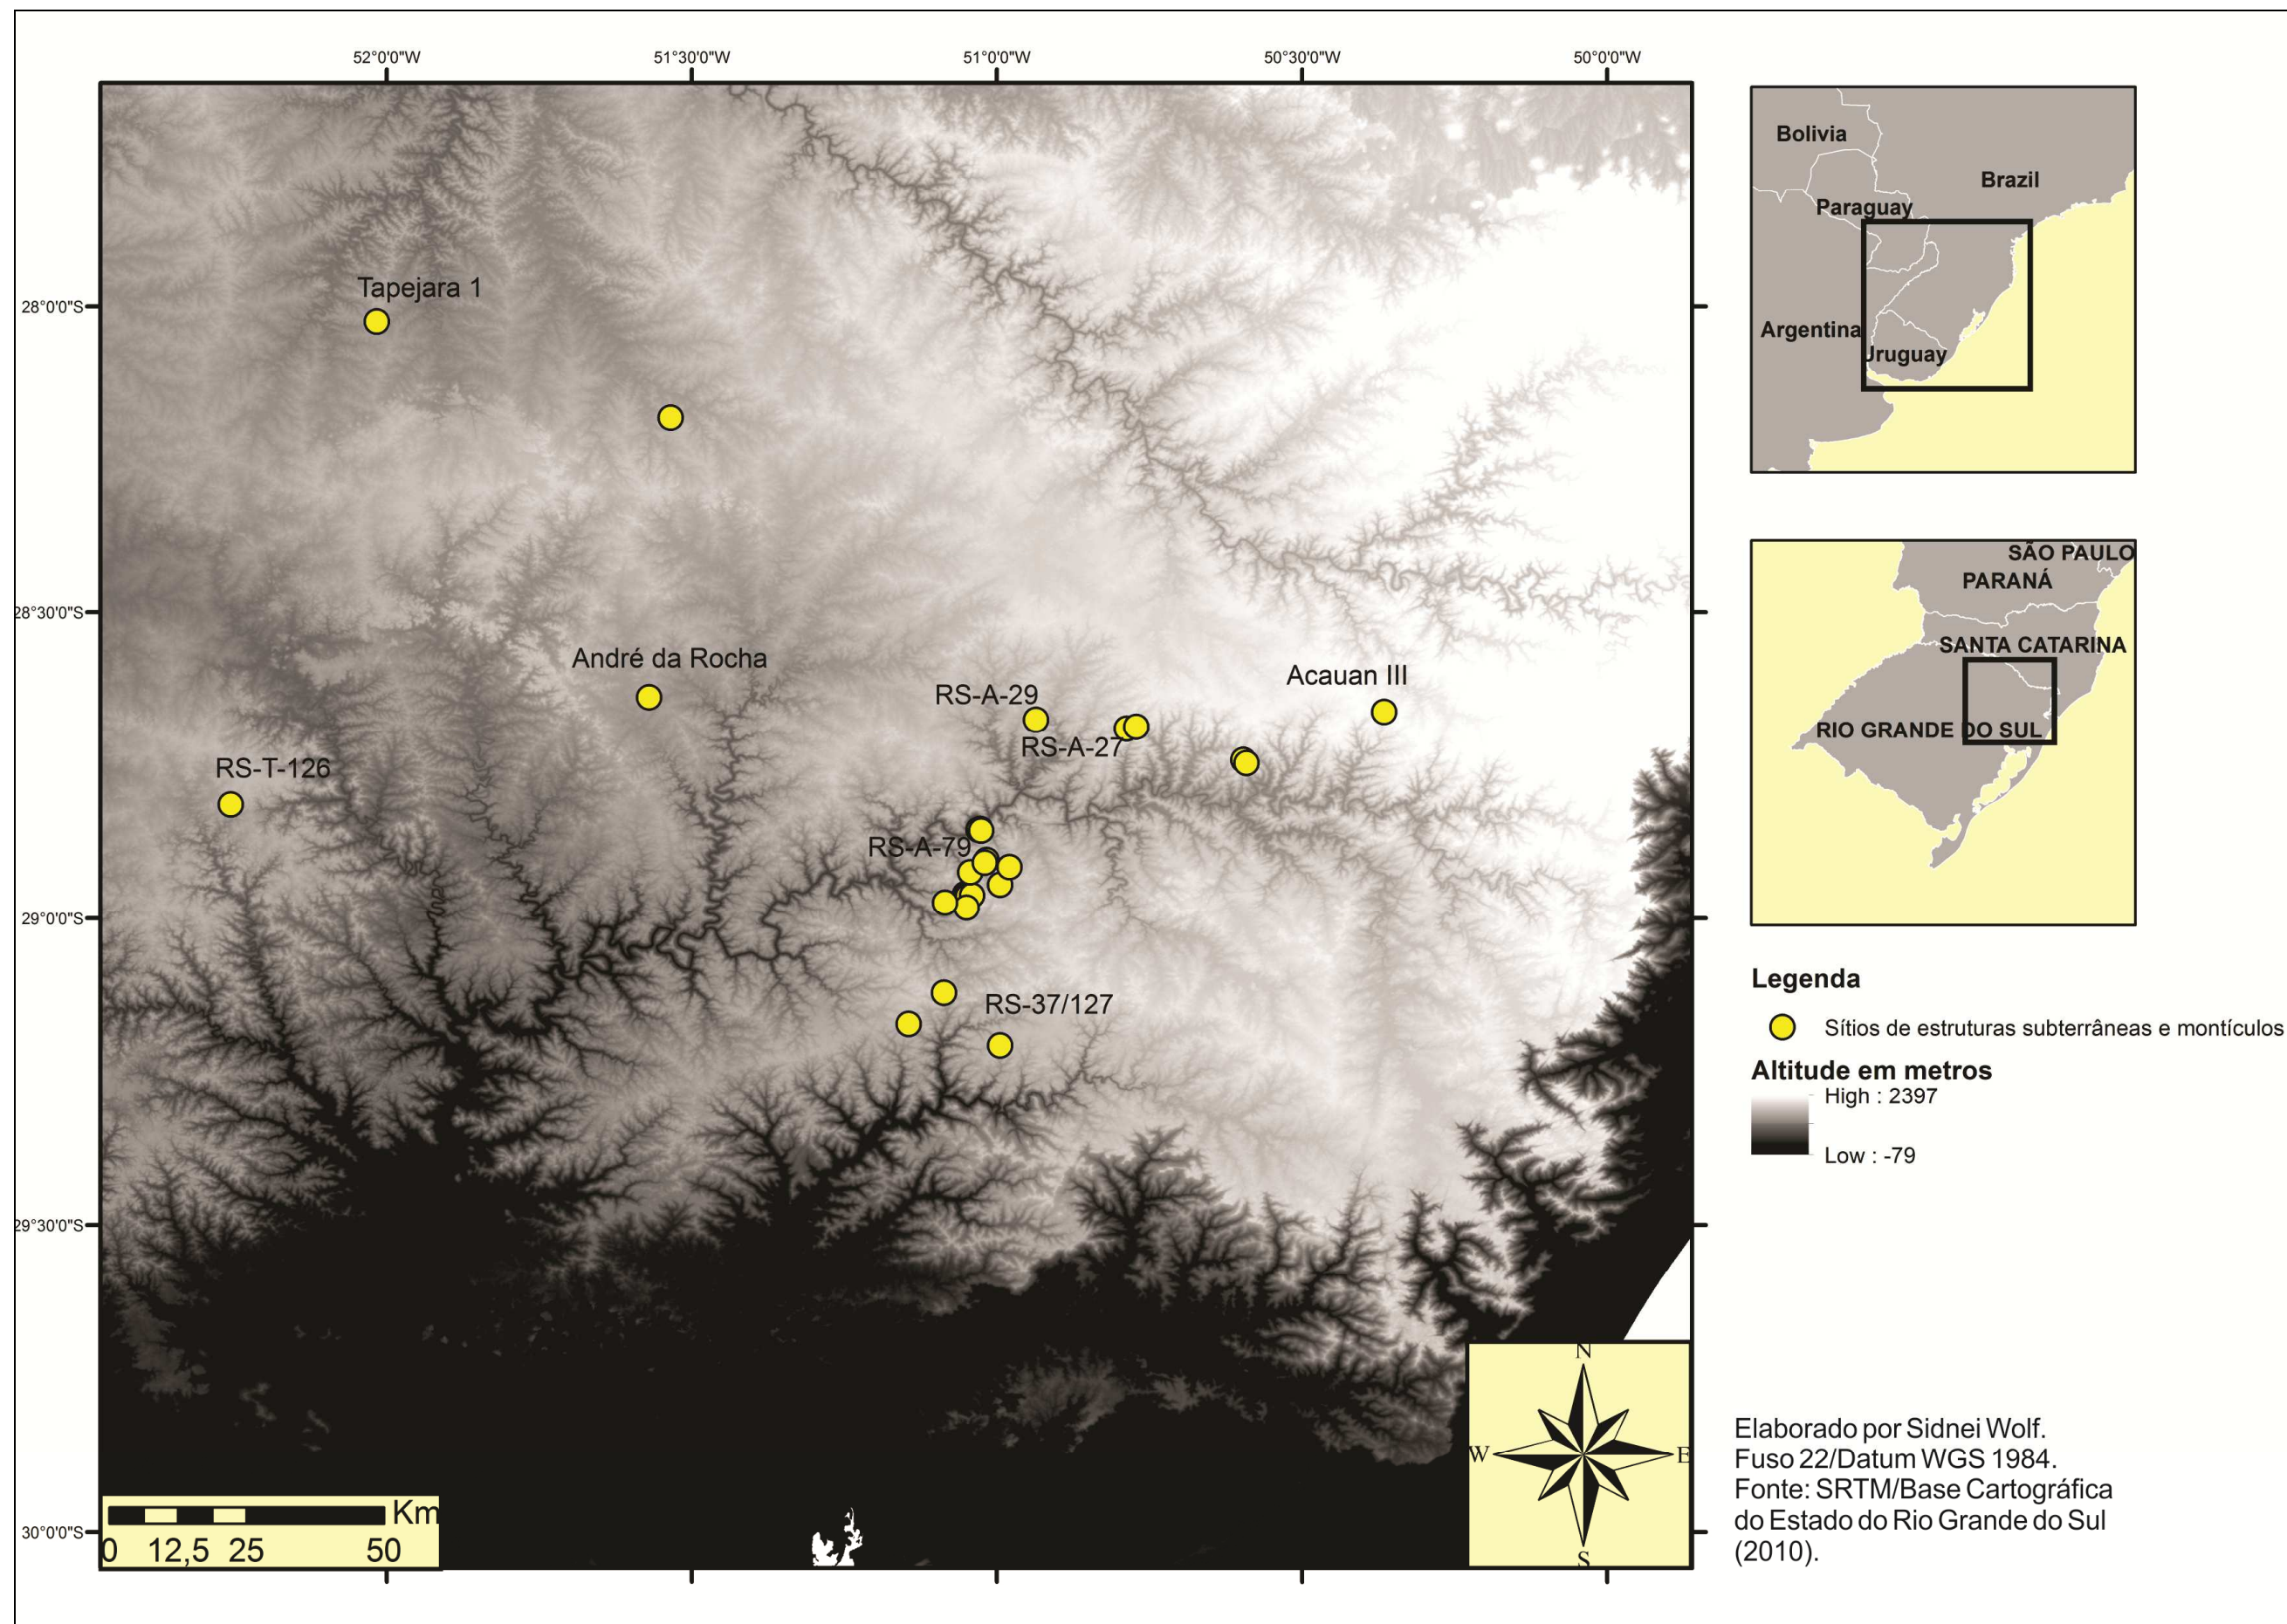 52°0'0"W
51°30'0"W
51°0'0"W
50°30'0"W
50°0'0"W
28°0'0"S
28°30'0"S
29°0'0"S
29°30'0"S
30°0'0"S
Tapejara 1
André da Rocha
RS-A-29
Acauan III
RS-A-27
RS-T-126
RS-A-79
RS-37/127
Km
0 12,5 25 50
N
W E
S
Bolivia
Brazil
Paraguay
Argentina
Uruguay
SÃO PAULO
PARANÁ
SANTA CATARINA
RIO GRANDE DO SUL
Legenda
Sítios de estruturas subterrâneas e montículos
Altitude em metros
High : 2397
Low : -79
Elaborado por Sidnei Wolf.
Fuso 22/Datum WGS 1984.
Fonte: SRTM/Base Cartográfica
do Estado do Rio Grande do Sul
(2010).